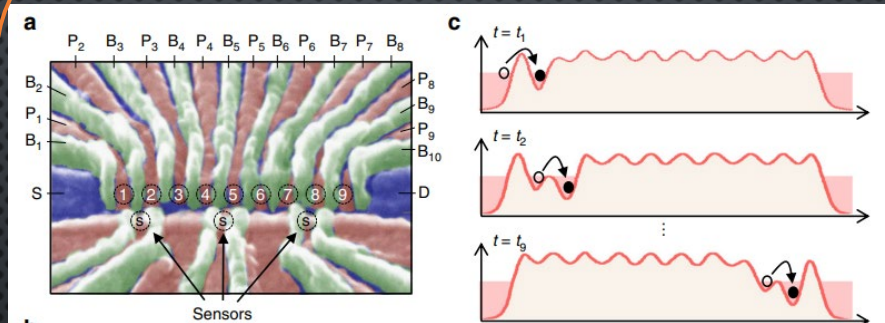 a
P2 B3 P3 B4 P4 B5 P5 B6 P6 B7 P7 B8
B2
P1
B1
S
P8
B9
P9
B10
D
1 2 3 4 5 6 7 8 9
s s s
Sensors
c
t = t1
t = t2
⋮
t = t9